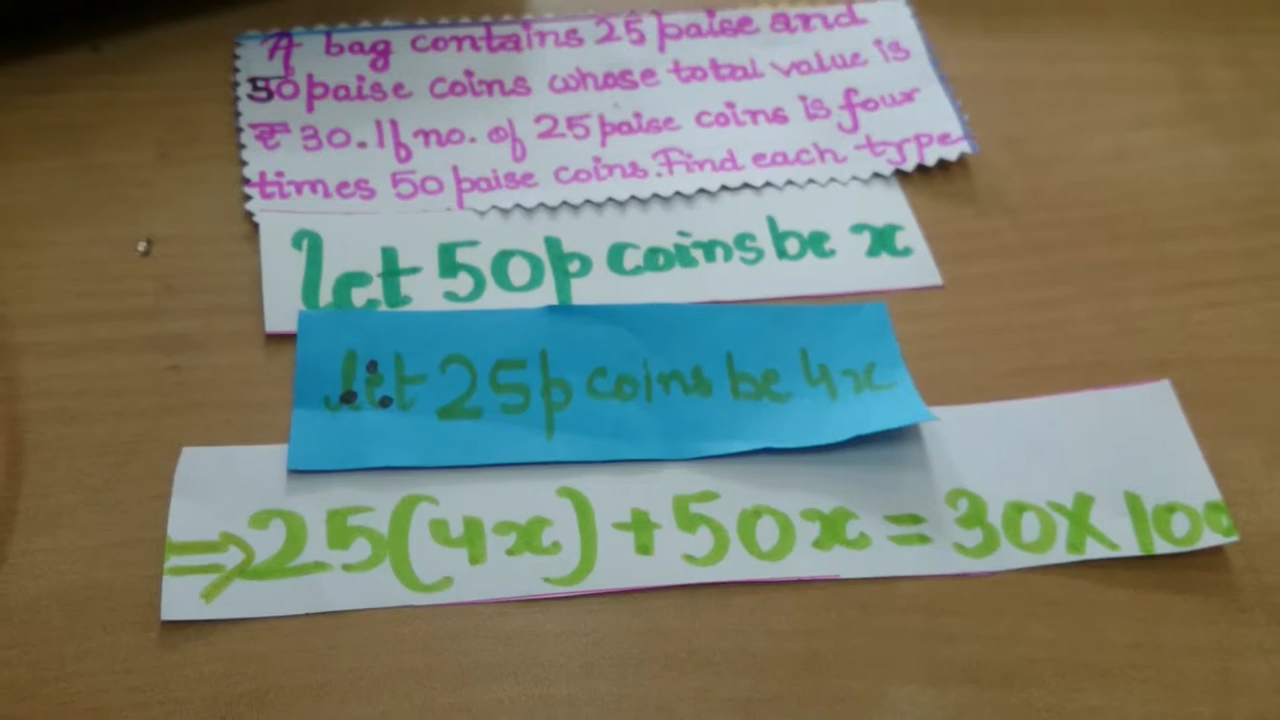 A bag contains 25 paise and
50 paise coins whose total value is
₹ 30. If no. of 25 paise coins is four
times 50 paise coins. Find each type
let 50p coins be x
let 25p coins be 4x
⇒ 25(4x) + 50x = 30X100